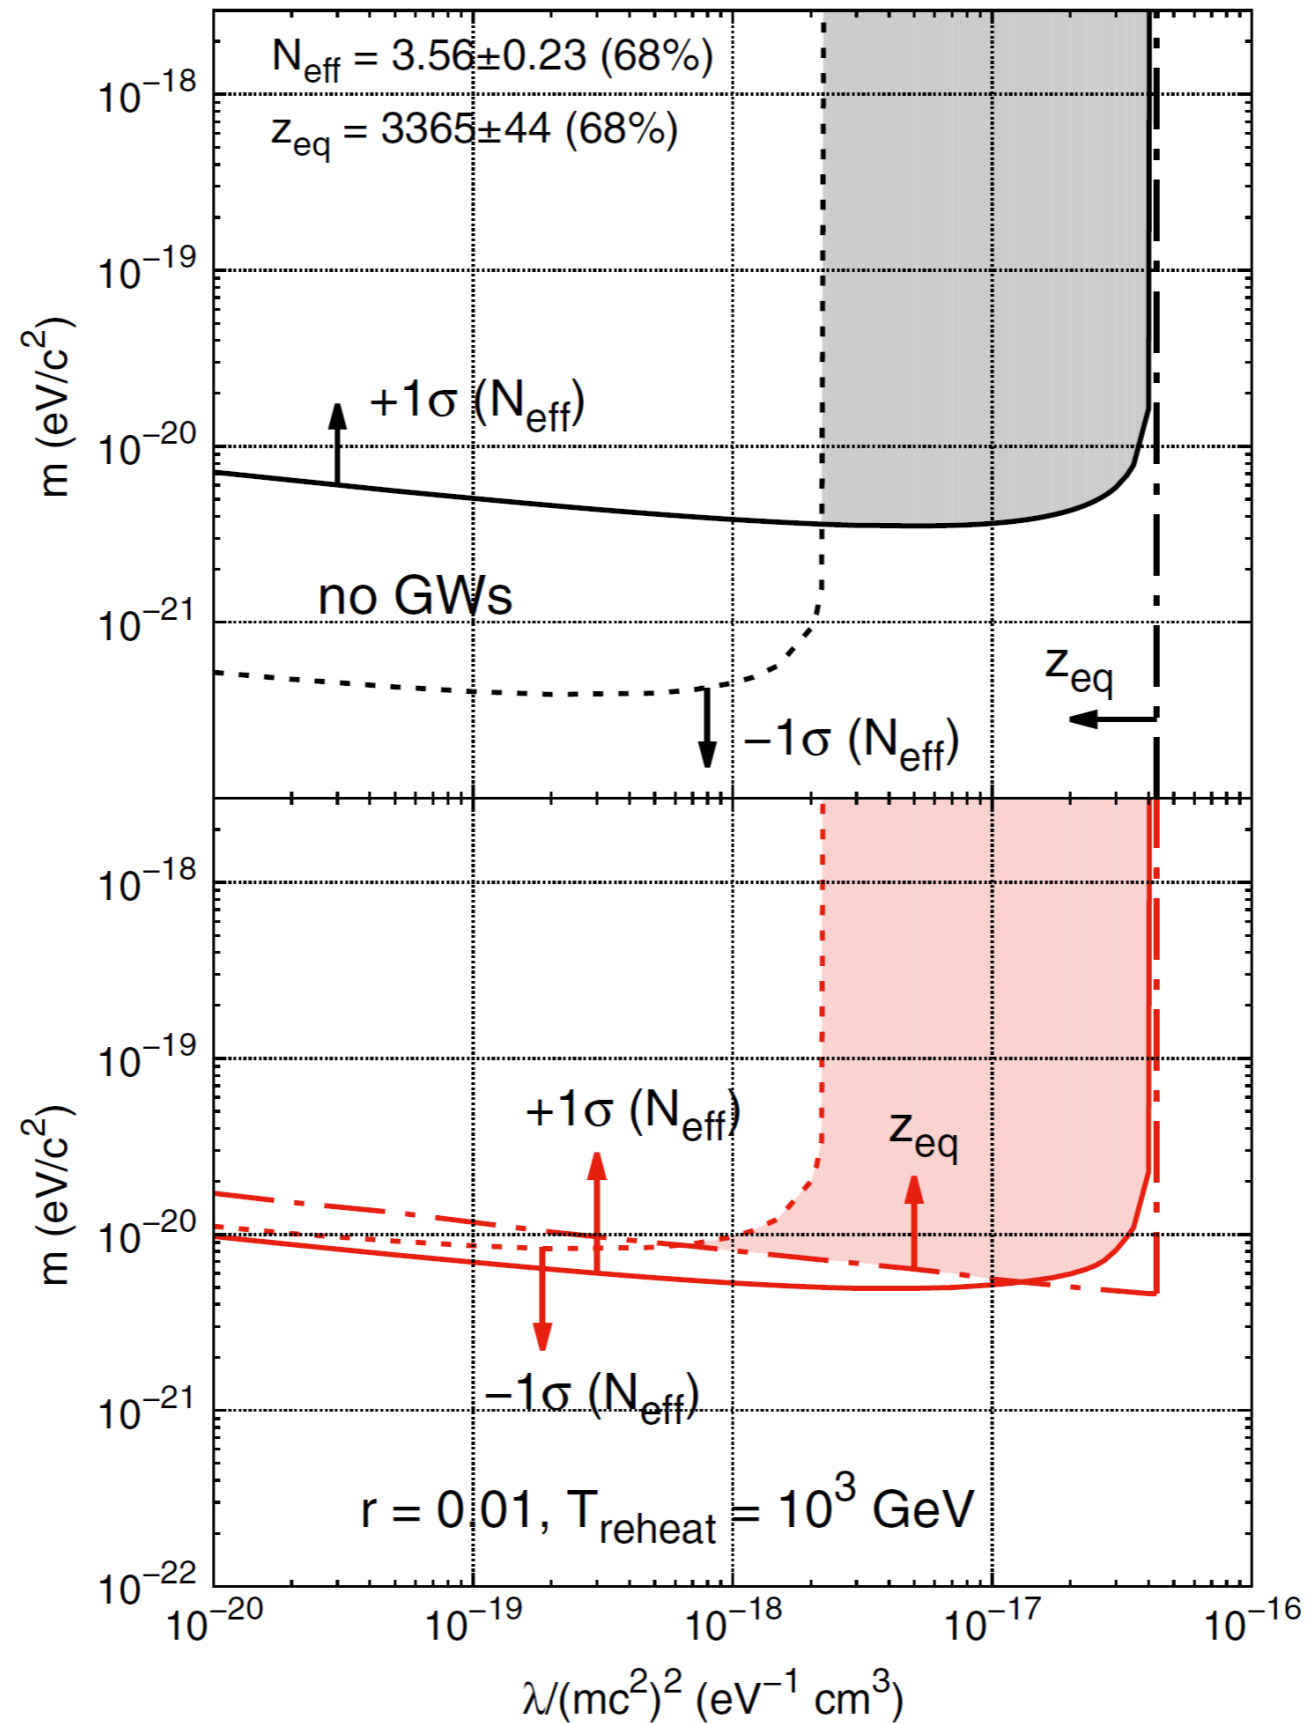 N_eff = 3.56±0.23 (68%)
z_eq = 3365±44 (68%)
10^−18
10^−19
m (eV/c^2)
+1σ (N_eff)
10^−20
no GWs
10^−21
z_eq
−1σ (N_eff)
10^−18
10^−19
m (eV/c^2)
+1σ (N_eff)
z_eq
10^−20
−1σ (N_eff)
10^−21
r = 0.01, T_reheat = 10^3 GeV
10^−22
10^−20 10^−19 10^−18 10^−17 10^−16
λ/(mc^2)^2 (eV^−1 cm^3)